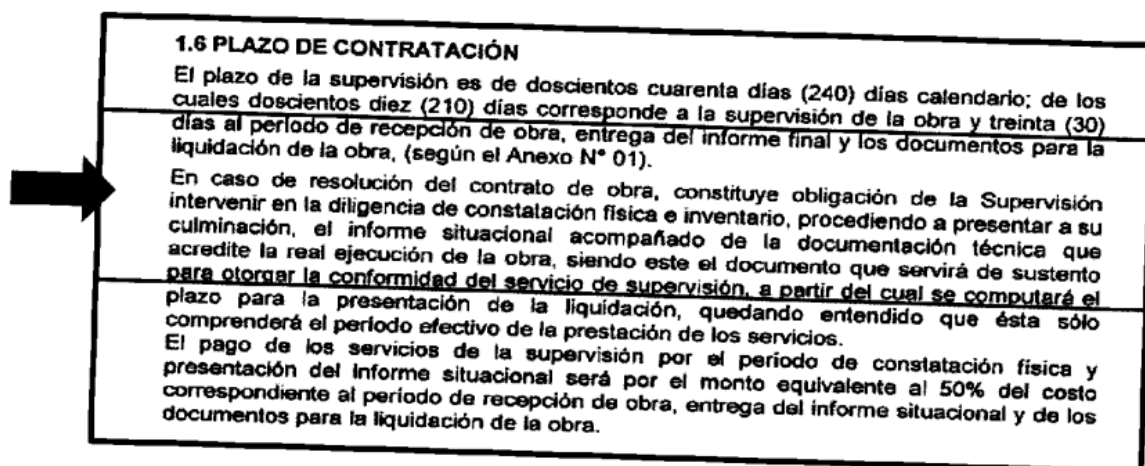 1.6 PLAZO DE CONTRATACIÓN
El plazo de la supervisión es de doscientos cuarenta días (240) días calendario; de los
cuales doscientos diez (210) días corresponde a la supervisión de la obra y treinta (30)
días al período de recepción de obra, entrega del informe final y los documentos para la
liquidación de la obra, (según el Anexo N° 01).
En caso de resolución del contrato de obra, constituye obligación de la Supervisión
intervenir en la diligencia de constatación física e inventario, procediendo a presentar a su
culminación, el informe situacional acompañado de la documentación técnica que
acredite la real ejecución de la obra, siendo este el documento que servirá de sustento
para otorgar la conformidad del servicio de supervisión, a partir del cual se computará el
plazo para la presentación de la liquidación, quedando entendido que ésta sólo
comprenderá el período efectivo de la prestación de los servicios.
El pago de los servicios de la supervisión por el período de constatación física y
presentación del Informe situacional será por el monto equivalente al 50% del costo
correspondiente al período de recepción de obra, entrega del informe situacional y de los
documentos para la liquidación de la obra.